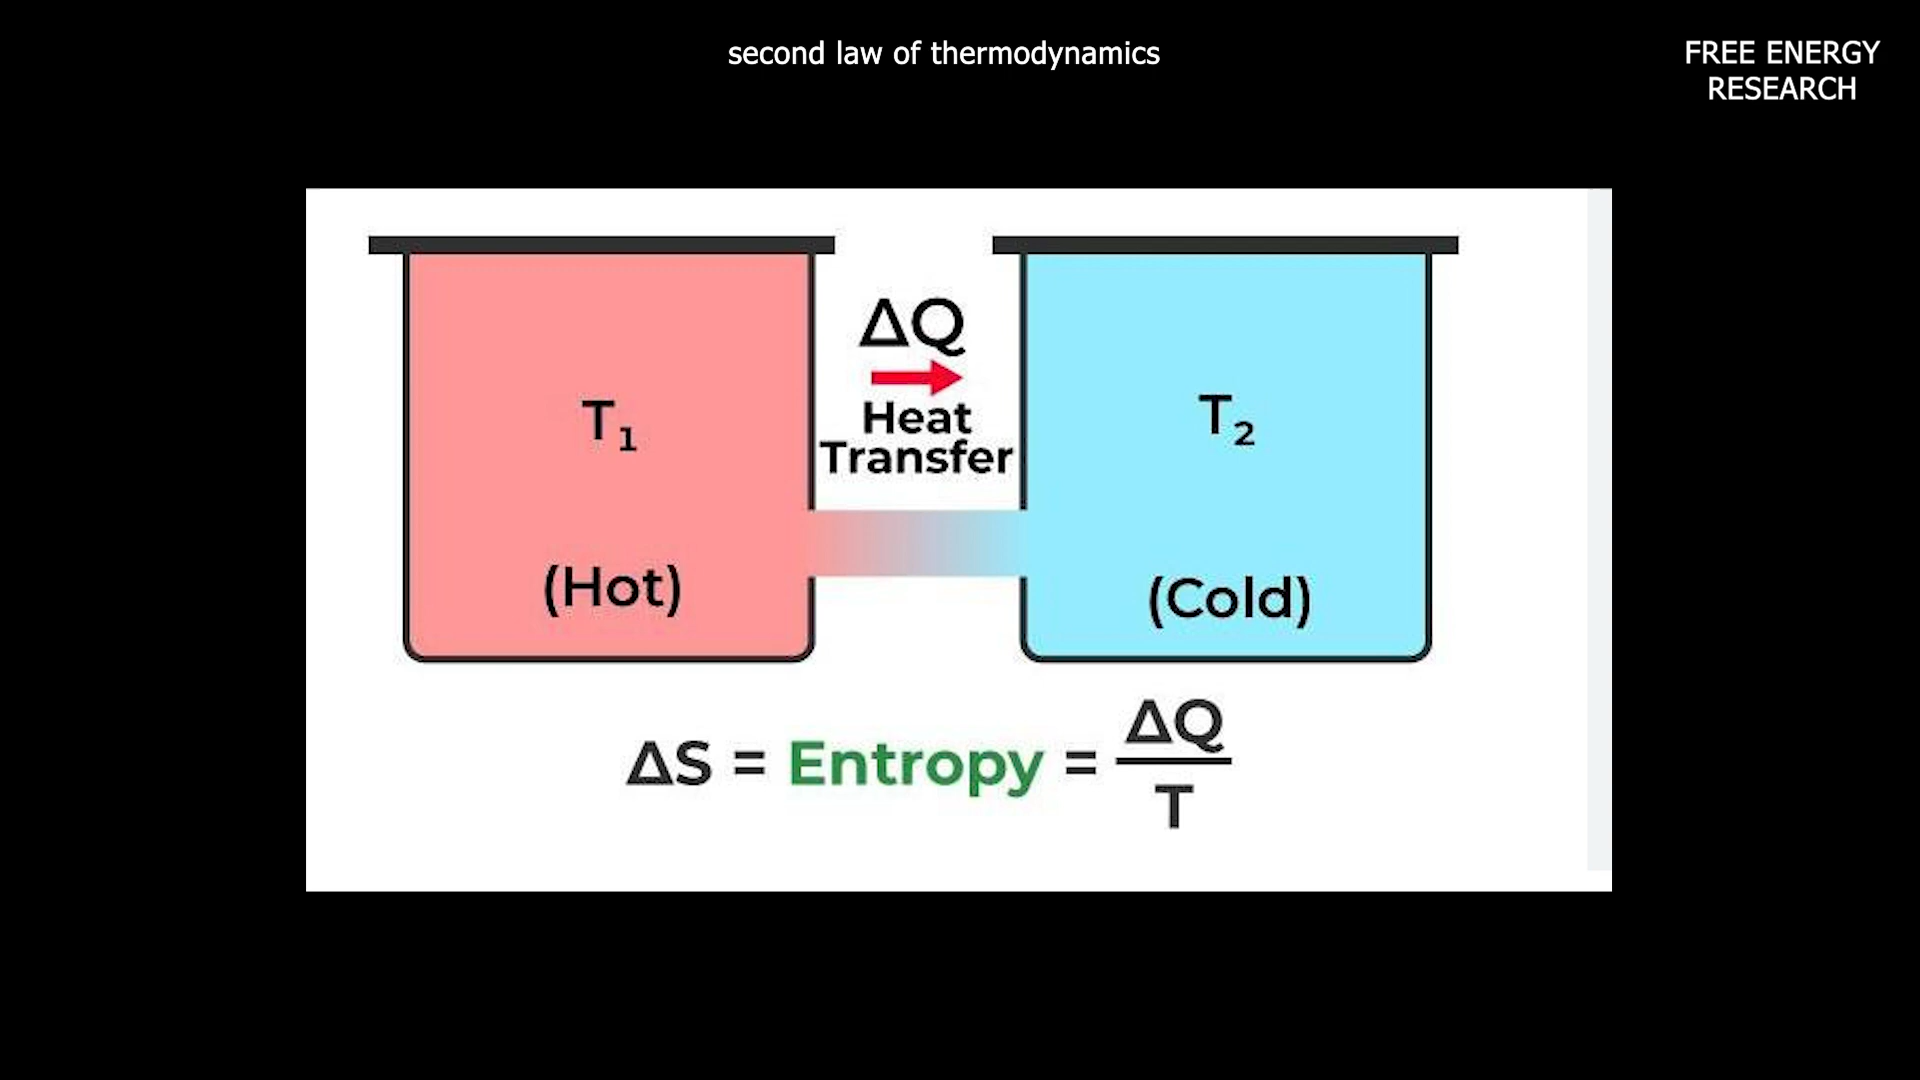 second law of thermodynamics
FREE ENERGY
RESEARCH
ΔQ
Heat
Transfer
T₁
T₂
(Hot)
(Cold)
ΔS = Entropy = ΔQ
T